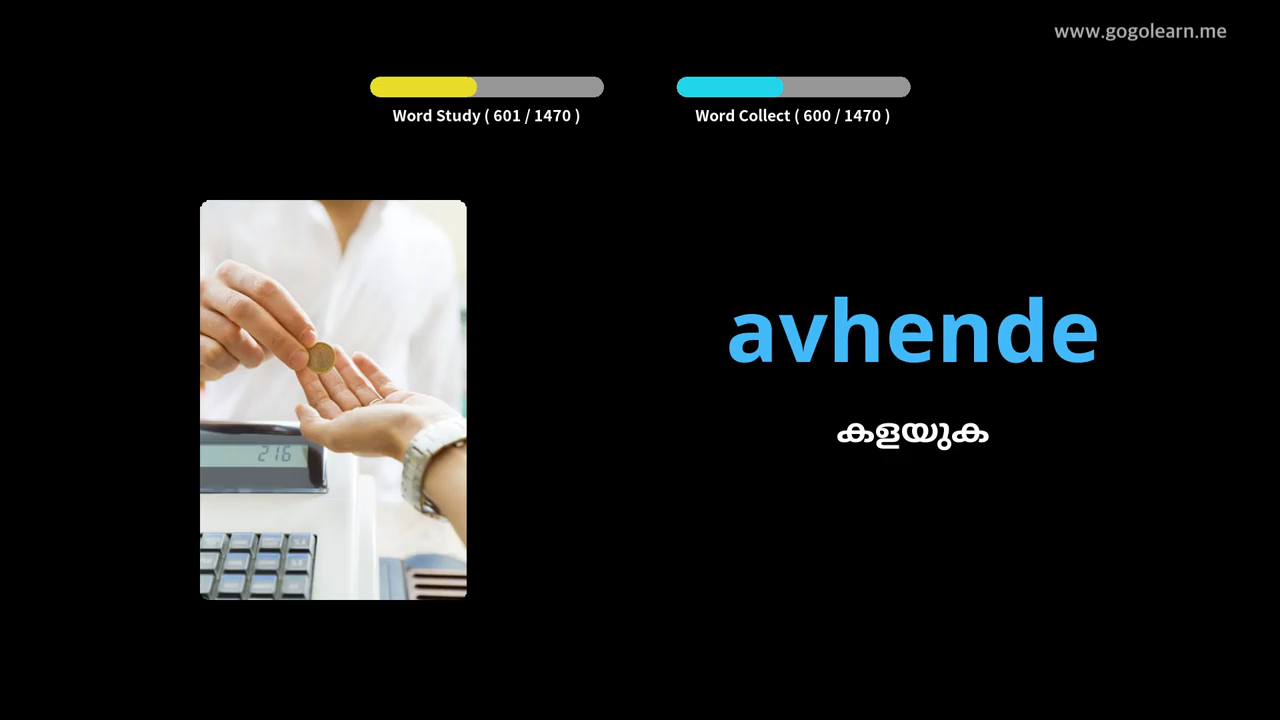 www.gogolearn.me
Word Study ( 601 / 1470 )
Word Collect ( 600 / 1470 )
avhende
കളയുക
216